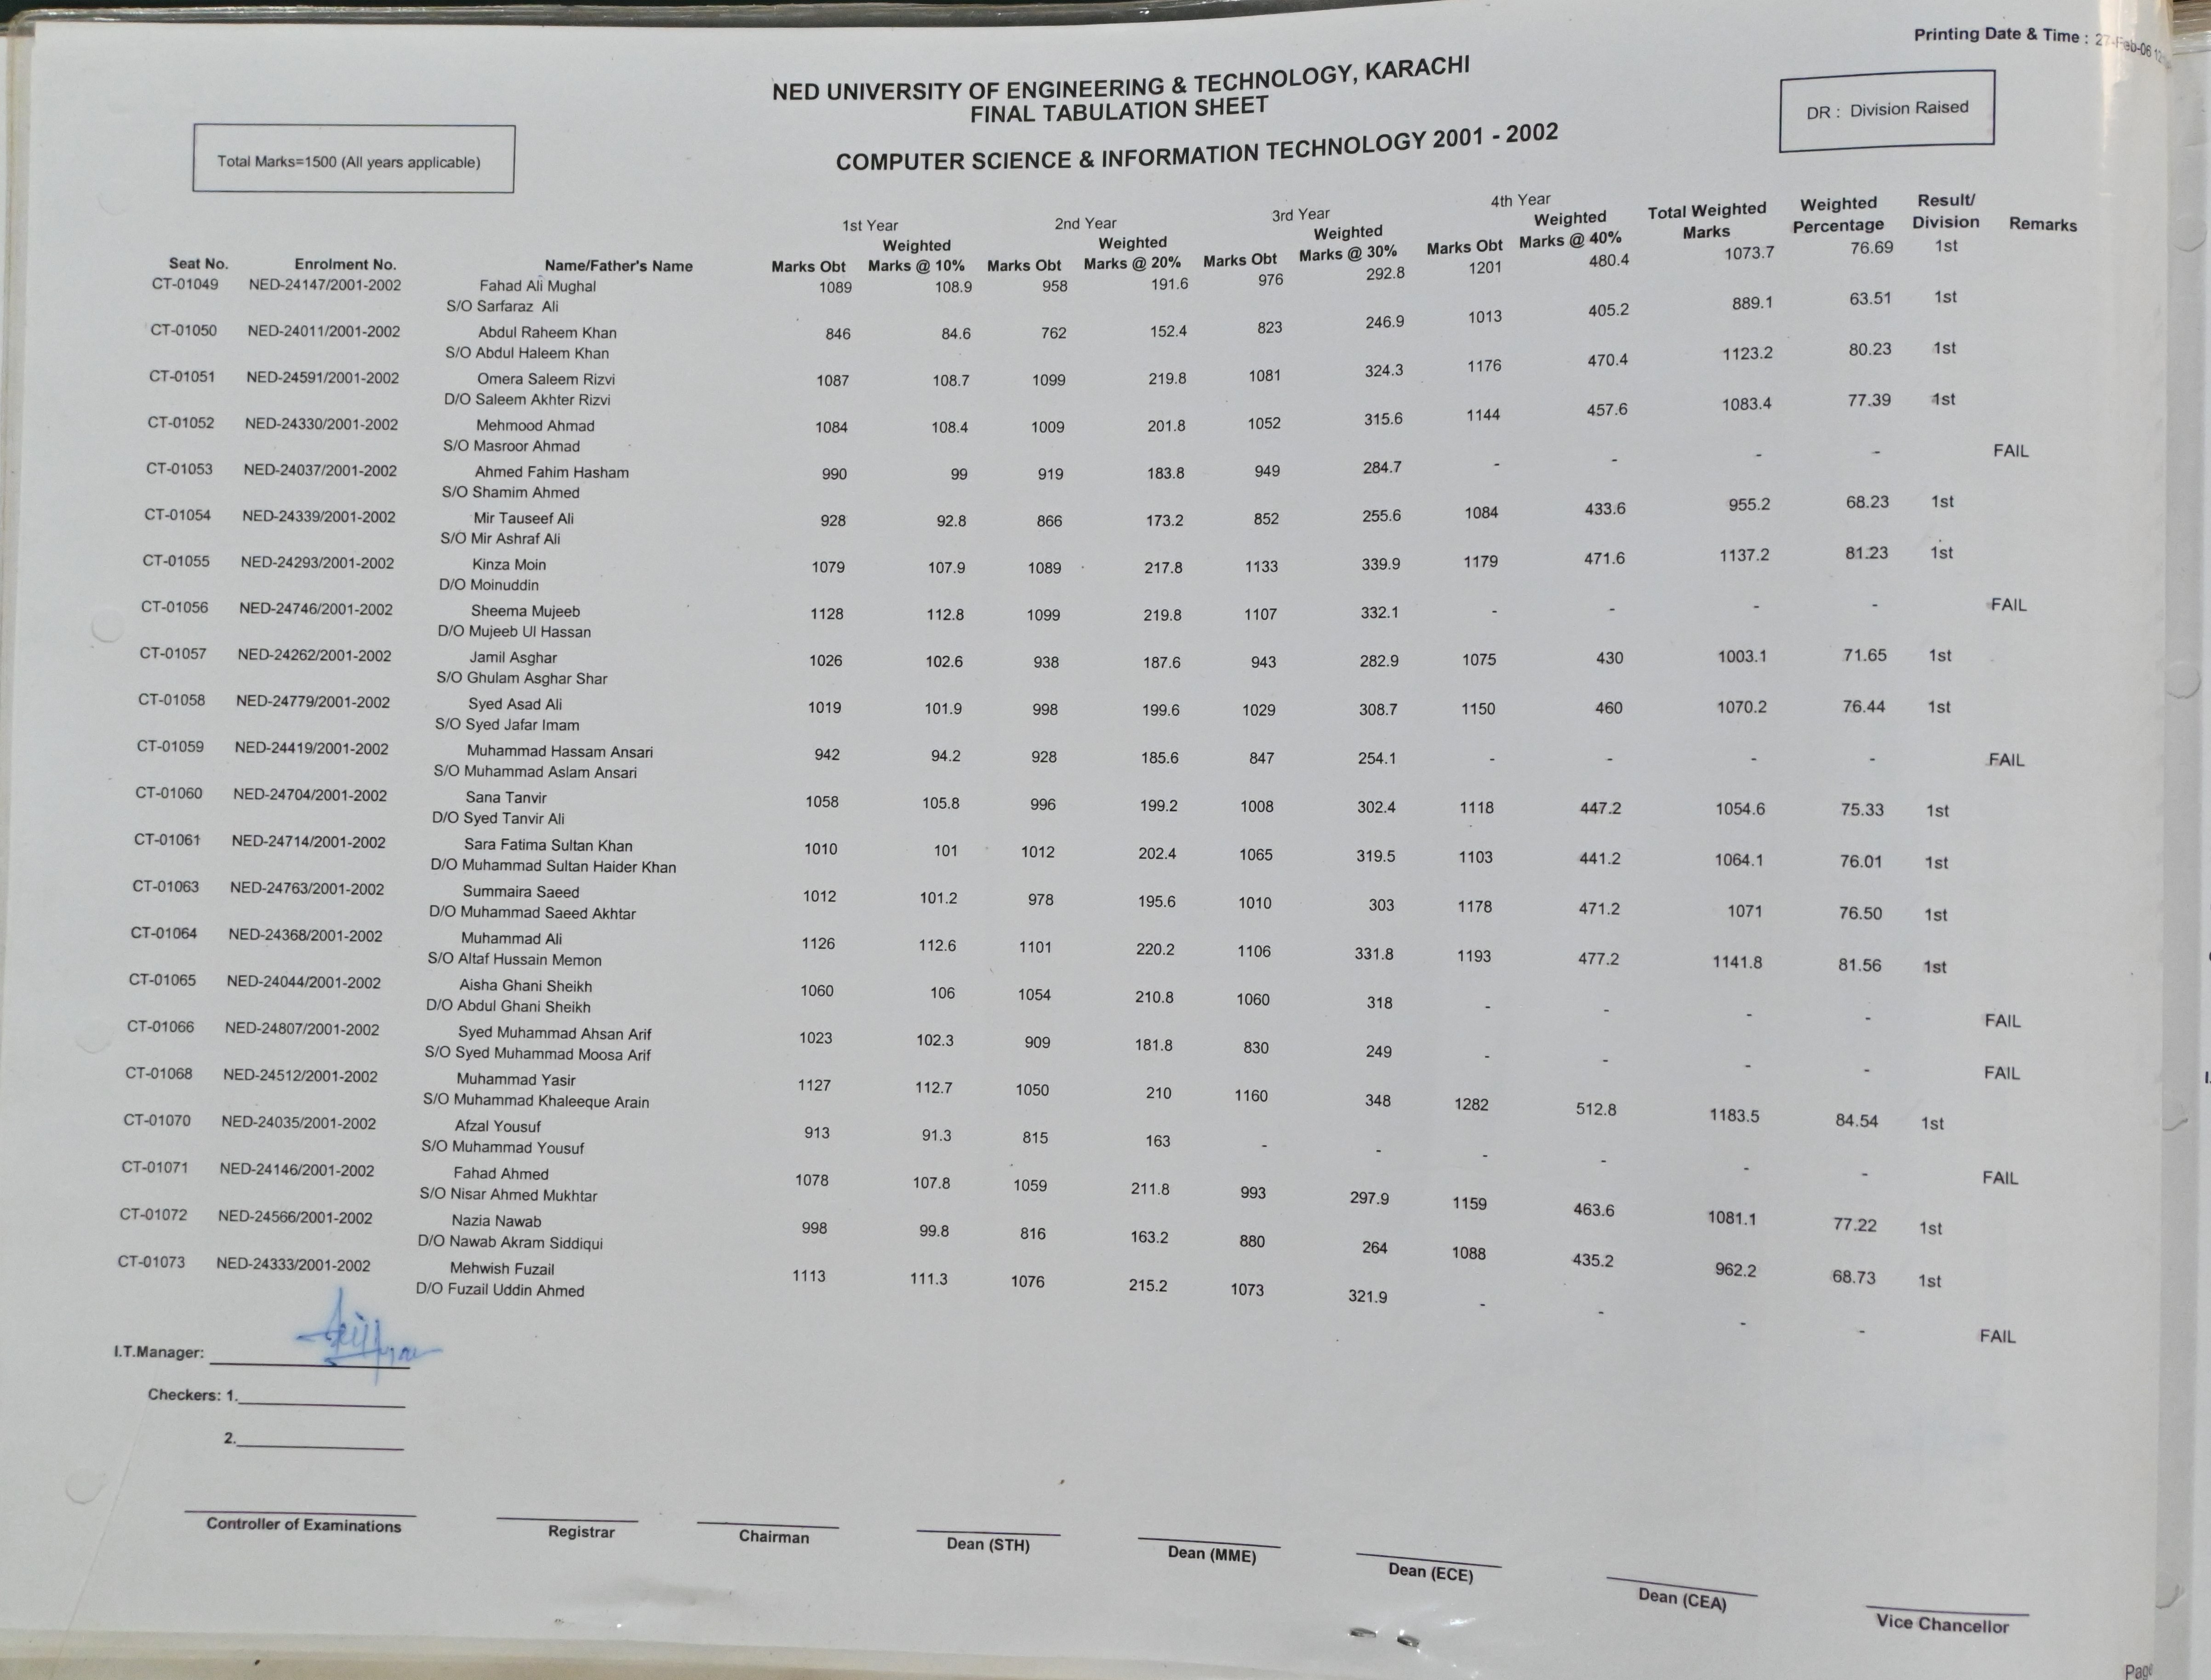 Printing Date & Time : 27-Feb-06
NED UNIVERSITY OF ENGINEERING & TECHNOLOGY, KARACHI
FINAL TABULATION SHEET
DR : Division Raised
Total Marks=1500 (All years applicable)
COMPUTER SCIENCE & INFORMATION TECHNOLOGY 2001 - 2002
1st Year 2nd Year 3rd Year 4th Year
Weighted Weighted Weighted Weighted Total Weighted Weighted Result/
Seat No. Enrolment No. Name/Father's Name Marks Obt Marks @ 10% Marks Obt Marks @ 20% Marks Obt Marks @ 30% Marks Obt Marks @ 40% Marks Percentage Division Remarks
CT-01049 NED-24147/2001-2002 Fahad Ali Mughal 1089 108.9 958 191.6 976 292.8 1201 480.4 1073.7 76.69 1st
S/O Sarfaraz Ali
CT-01050 NED-24011/2001-2002 Abdul Raheem Khan 846 84.6 762 152.4 823 246.9 1013 405.2 889.1 63.51 1st
S/O Abdul Haleem Khan
CT-01051 NED-24591/2001-2002 Omera Saleem Rizvi 1087 108.7 1099 219.8 1081 324.3 1176 470.4 1123.2 80.23 1st
D/O Saleem Akhter Rizvi
CT-01052 NED-24330/2001-2002 Mehmood Ahmad 1084 108.4 1009 201.8 1052 315.6 1144 457.6 1083.4 77.39 1st
S/O Masroor Ahmad
CT-01053 NED-24037/2001-2002 Ahmed Fahim Hasham 990 99 919 183.8 949 284.7 - - - - FAIL
S/O Shamim Ahmed
CT-01054 NED-24339/2001-2002 Mir Tauseef Ali 928 92.8 866 173.2 852 255.6 1084 433.6 955.2 68.23 1st
S/O Mir Ashraf Ali
CT-01055 NED-24293/2001-2002 Kinza Moin 1079 107.9 1089 217.8 1133 339.9 1179 471.6 1137.2 81.23 1st
D/O Moinuddin
CT-01056 NED-24746/2001-2002 Sheema Mujeeb 1128 112.8 1099 219.8 1107 332.1 - - - - FAIL
D/O Mujeeb Ul Hassan
CT-01057 NED-24262/2001-2002 Jamil Asghar 1026 102.6 938 187.6 943 282.9 1075 430 1003.1 71.65 1st
S/O Ghulam Asghar Shar
CT-01058 NED-24779/2001-2002 Syed Asad Ali 1019 101.9 998 199.6 1029 308.7 1150 460 1070.2 76.44 1st
S/O Syed Jafar Imam
CT-01059 NED-24419/2001-2002 Muhammad Hassam Ansari 942 94.2 928 185.6 847 254.1 - - - - FAIL
S/O Muhammad Aslam Ansari
CT-01060 NED-24704/2001-2002 Sana Tanvir 1058 105.8 996 199.2 1008 302.4 1118 447.2 1054.6 75.33 1st
D/O Syed Tanvir Ali
CT-01061 NED-24714/2001-2002 Sara Fatima Sultan Khan 1010 101 1012 202.4 1065 319.5 1103 441.2 1064.1 76.01 1st
D/O Muhammad Sultan Haider Khan
CT-01063 NED-24763/2001-2002 Summaira Saeed 1012 101.2 978 195.6 1010 303 1178 471.2 1071 76.50 1st
D/O Muhammad Saeed Akhtar
CT-01064 NED-24368/2001-2002 Muhammad Ali 1126 112.6 1101 220.2 1106 331.8 1193 477.2 1141.8 81.56 1st
S/O Altaf Hussain Memon
CT-01065 NED-24044/2001-2002 Aisha Ghani Sheikh 1060 106 1054 210.8 1060 318 - - - - FAIL
D/O Abdul Ghani Sheikh
CT-01066 NED-24807/2001-2002 Syed Muhammad Ahsan Arif 1023 102.3 909 181.8 830 249 - - - - FAIL
S/O Syed Muhammad Moosa Arif
CT-01068 NED-24512/2001-2002 Muhammad Yasir 1127 112.7 1050 210 1160 348 1282 512.8 1183.5 84.54 1st
S/O Muhammad Khaleeque Arain
CT-01070 NED-24035/2001-2002 Afzal Yousuf 913 91.3 815 163 - - - - - - FAIL
S/O Muhammad Yousuf
CT-01071 NED-24146/2001-2002 Fahad Ahmed 1078 107.8 1059 211.8 993 297.9 1159 463.6 1081.1 77.22 1st
S/O Nisar Ahmed Mukhtar
CT-01072 NED-24566/2001-2002 Nazia Nawab 998 99.8 816 163.2 880 264 1088 435.2 962.2 68.73 1st
D/O Nawab Akram Siddiqui
CT-01073 NED-24333/2001-2002 Mehwish Fuzail 1113 111.3 1076 215.2 1073 321.9 - - - - FAIL
D/O Fuzail Uddin Ahmed
I.T.Manager:
Checkers: 1.
2.
Controller of Examinations Registrar Chairman Dean (STH) Dean (MME) Dean (ECE) Dean (CEA) Vice Chancellor
Page